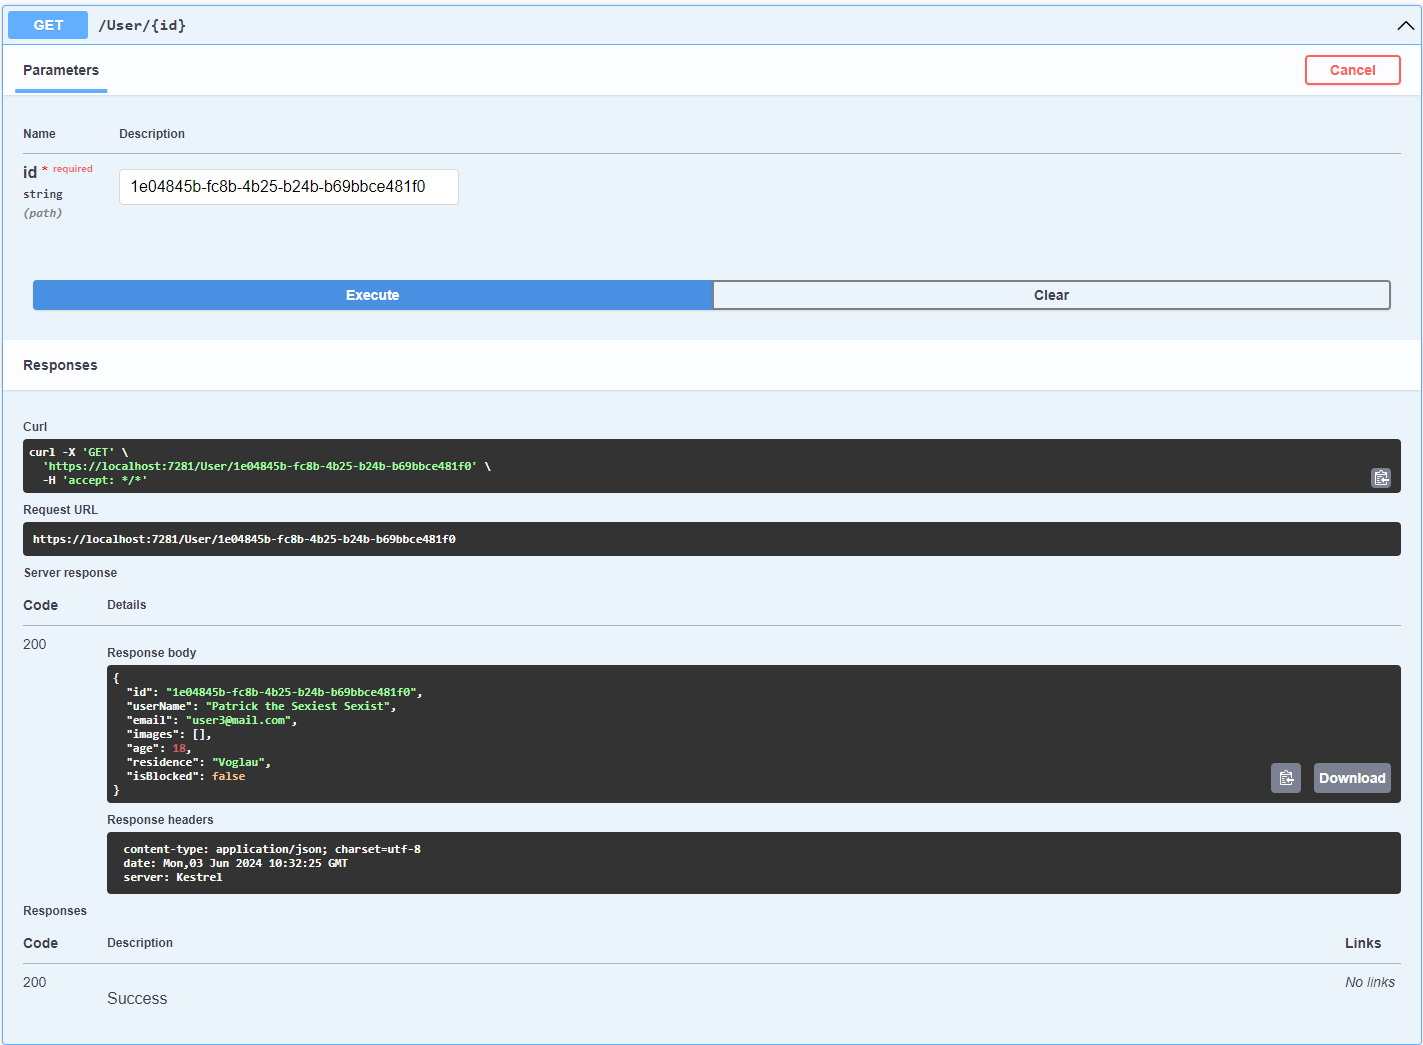 GET /User/{id}
Parameters
Cancel
Name Description
id * required
string
(path)
1e04845b-fc8b-4b25-b24b-b69bbce481f0
Execute Clear
Responses
Curl
curl -X 'GET' \
'https://localhost:7281/User/1e04845b-fc8b-4b25-b24b-b69bbce481f0' \
-H 'accept: */*'
Request URL
https://localhost:7281/User/1e04845b-fc8b-4b25-b24b-b69bbce481f0
Server response
Code Details
200
Response body
{
"id": "1e04845b-fc8b-4b25-b24b-b69bbce481f0",
"userName": "Patrick the Sexiest Sexist",
"email": "user3@mail.com",
"images": [],
"age": 18,
"residence": "Voglau",
"isBlocked": false
}
Download
Response headers
content-type: application/json; charset=utf-8
date: Mon,03 Jun 2024 10:32:25 GMT
server: Kestrel
Responses
Code Description Links
200 No links
Success